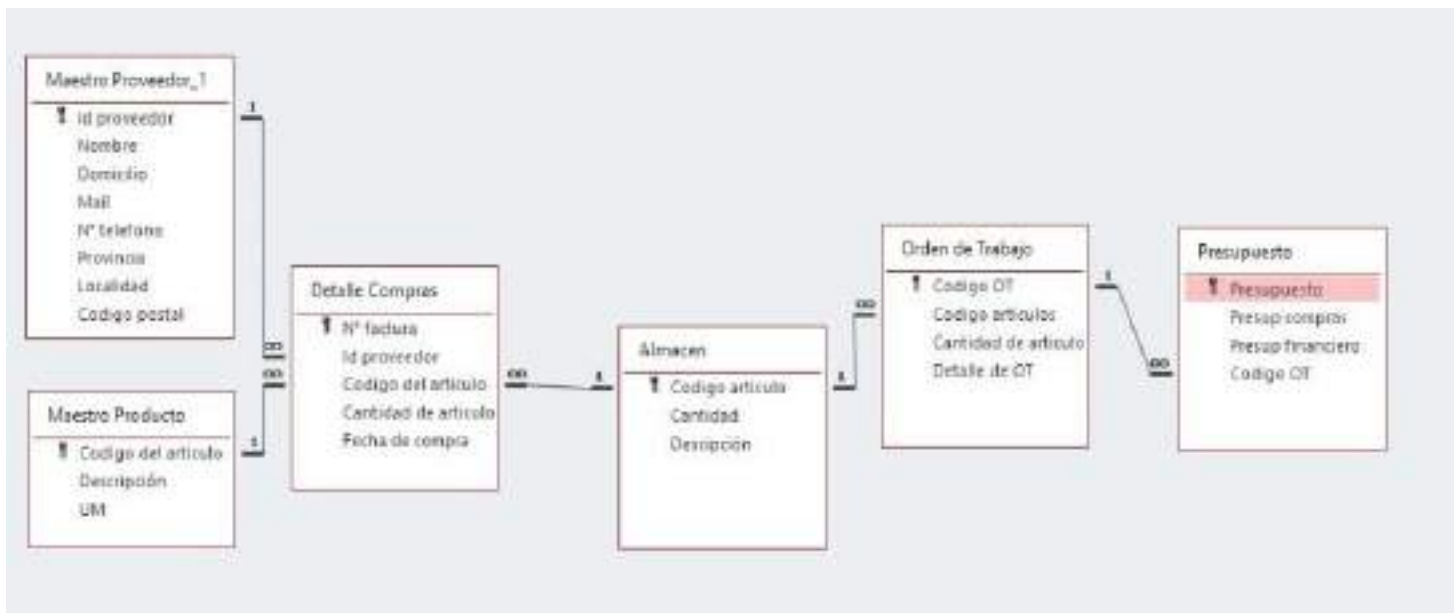 Maestro Proveedor_1
Id proveedor
Nombre
Domicilio
Mail
N° telefono
Provincia
Localidad
Codigo postal
1
∞
Maestro Producto
Codigo del articulo
Descripción
UM
1
∞
Detalle Compras
N° factura
Id proveedor
Codigo del articulo
Cantidad de articulo
Fecha de compra
∞
1
Almacen
Codigo articulo
Cantidad
Descripción
1
∞
Orden de Trabajo
Codigo OT
Codigo articulos
Cantidad de articulo
Detalle de OT
1
∞
Presupuesto
Presupuesto
Presup compras
Presup financiero
Codigo OT